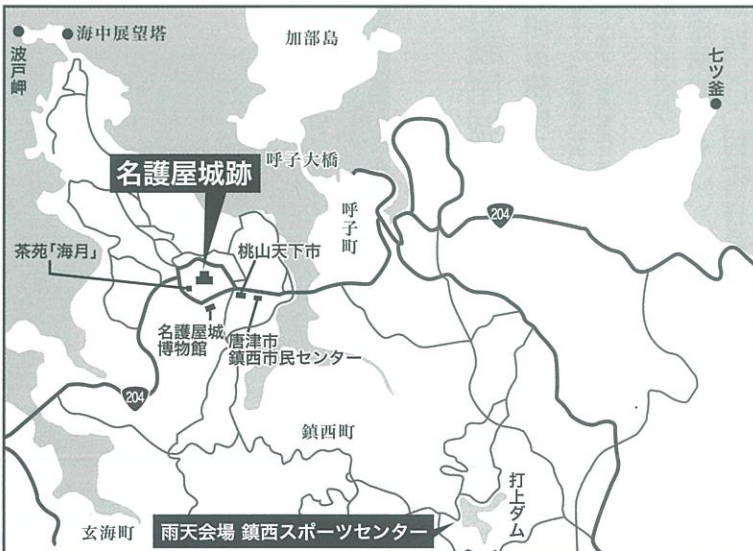 波戸岬
海中展望塔
加部島
七ツ釜
呼子大橋
名護屋城跡
呼子町
204
茶苑「海月」
桃山天下市
名護屋城
博物館
唐津市
鎮西市民センター
204
鎮西町
打上ダム
玄海町
雨天会場 鎮西スポーツセンター